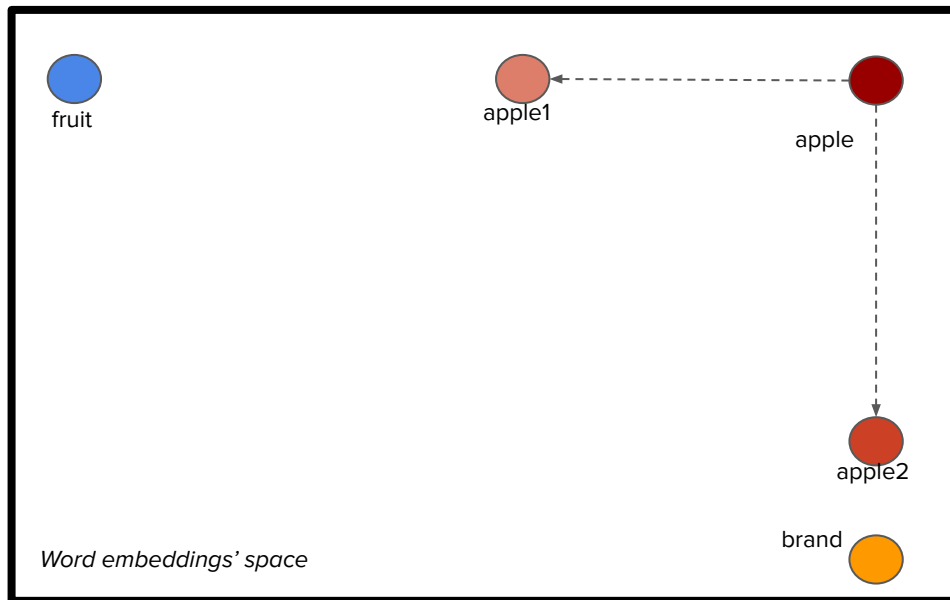 fruit
apple1
apple
apple2
brand
Word embeddings’ space